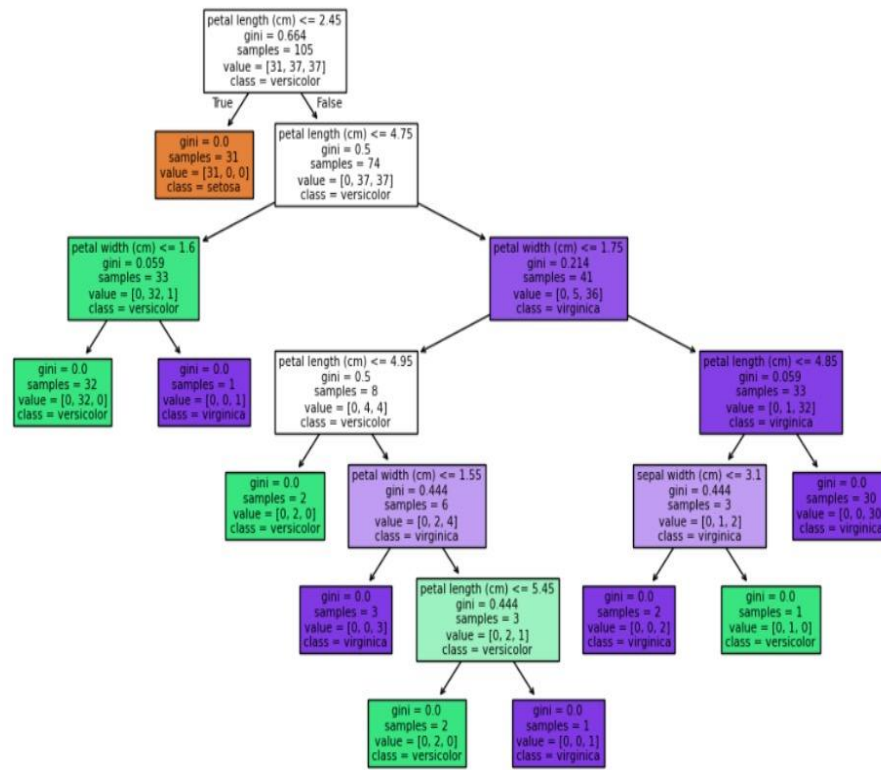 petal length (cm) <= 2.45
gini = 0.664
samples = 105
value = [31, 37, 37]
class = versicolor
True
False
gini = 0.0
samples = 31
value = [31, 0, 0]
class = setosa
petal length (cm) <= 4.75
gini = 0.5
samples = 74
value = [0, 37, 37]
class = versicolor
petal width (cm) <= 1.6
gini = 0.059
samples = 33
value = [0, 32, 1]
class = versicolor
petal width (cm) <= 1.75
gini = 0.214
samples = 41
value = [0, 5, 36]
class = virginica
gini = 0.0
samples = 32
value = [0, 32, 0]
class = versicolor
gini = 0.0
samples = 1
value = [0, 0, 1]
class = virginica
petal length (cm) <= 4.95
gini = 0.5
samples = 8
value = [0, 4, 4]
class = versicolor
petal length (cm) <= 4.85
gini = 0.059
samples = 33
value = [0, 1, 32]
class = virginica
gini = 0.0
samples = 2
value = [0, 2, 0]
class = versicolor
petal width (cm) <= 1.55
gini = 0.444
samples = 6
value = [0, 2, 4]
class = virginica
sepal width (cm) <= 3.1
gini = 0.444
samples = 3
value = [0, 1, 2]
class = virginica
gini = 0.0
samples = 30
value = [0, 0, 30]
class = virginica
gini = 0.0
samples = 3
value = [0, 0, 3]
class = virginica
petal length (cm) <= 5.45
gini = 0.444
samples = 3
value = [0, 2, 1]
class = versicolor
gini = 0.0
samples = 2
value = [0, 0, 2]
class = virginica
gini = 0.0
samples = 1
value = [0, 1, 0]
class = versicolor
gini = 0.0
samples = 2
value = [0, 2, 0]
class = versicolor
gini = 0.0
samples = 1
value = [0, 0, 1]
class = virginica